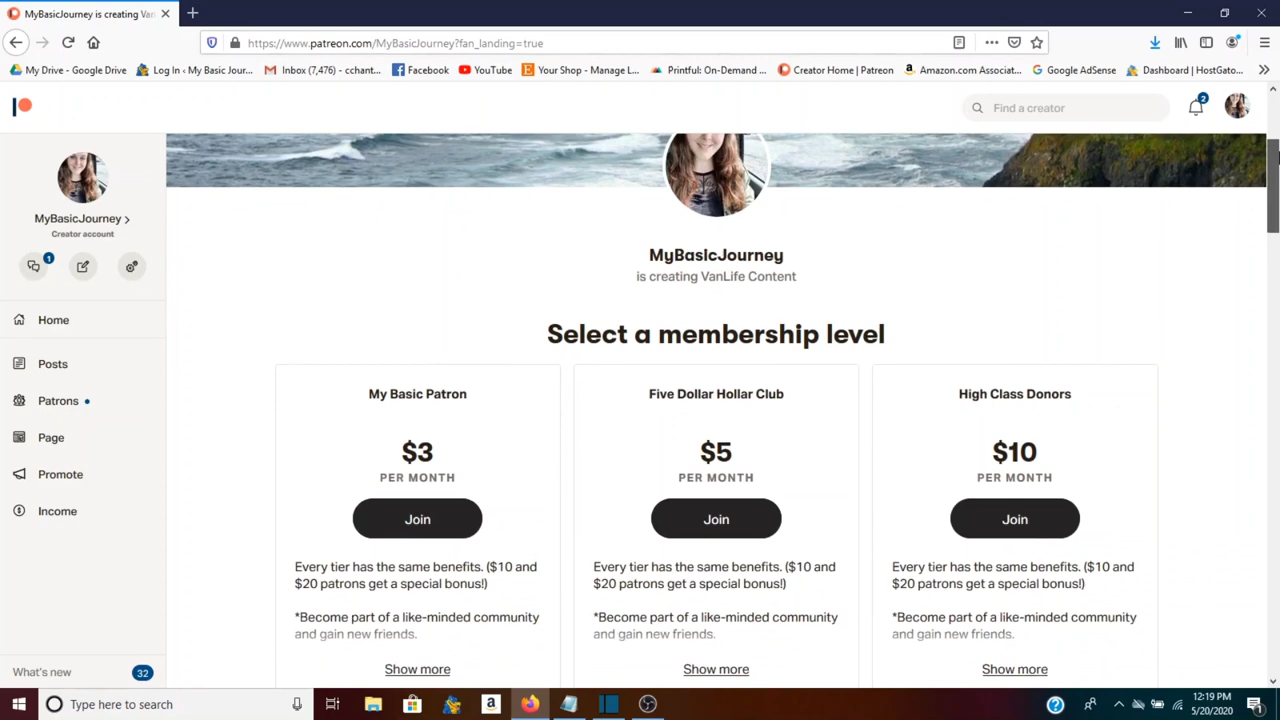 MyBasicJourney is creating Van
https://www.patreon.com/MyBasicJourney?fan_landing=true
My Drive - Google Drive
Log In ‹ My Basic Jour...
Inbox (7,476) - cchant...
Facebook
YouTube
Your Shop - Manage L...
Printful: On-Demand ...
Creator Home | Patreon
Amazon.com Associat...
Google AdSense
Dashboard | HostGato...
Find a creator
2
MyBasicJourney
Creator account
1
Home
Posts
Patrons
Page
Promote
Income
What's new
32
MyBasicJourney
is creating VanLife Content
Select a membership level
My Basic Patron
$3
PER MONTH
Join
Every tier has the same benefits. ($10 and
$20 patrons get a special bonus!)
*Become part of a like-minded community
and gain new friends.
Show more
Five Dollar Hollar Club
$5
PER MONTH
Join
Every tier has the same benefits. ($10 and
$20 patrons get a special bonus!)
*Become part of a like-minded community
and gain new friends.
Show more
High Class Donors
$10
PER MONTH
Join
Every tier has the same benefits. ($10 and
$20 patrons get a special bonus!)
*Become part of a like-minded community
and gain new friends.
Show more
Type here to search
12:19 PM
5/20/2020
1